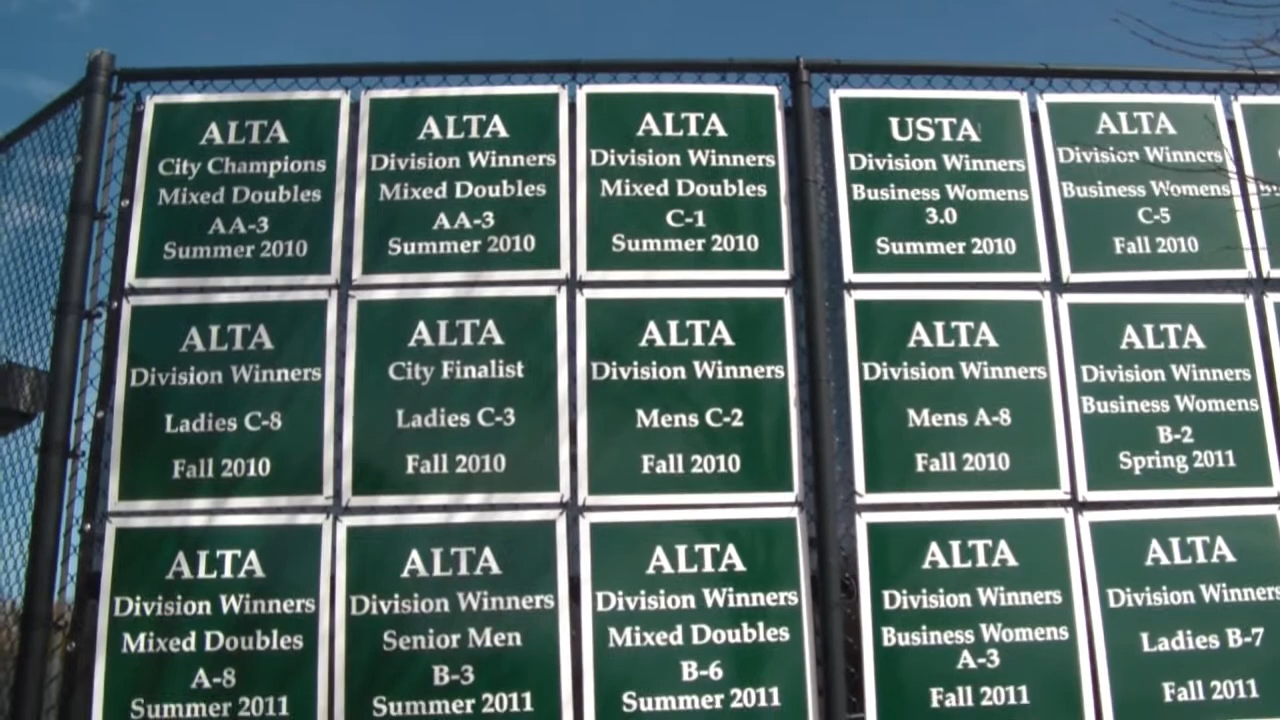 ALTA
City Champions
Mixed Doubles
AA-3
Summer 2010
ALTA
Division Winners
Mixed Doubles
AA-3
Summer 2010
ALTA
Division Winners
Mixed Doubles
C-1
Summer 2010
USTA
Division Winners
Business Womens
3.0
Summer 2010
ALTA
Division Winners
Business Womens
C-5
Fall 2010
ALTA
Division Winners
Ladies C-8
Fall 2010
ALTA
City Finalist
Ladies C-3
Fall 2010
ALTA
Division Winners
Mens C-2
Fall 2010
ALTA
Division Winners
Mens A-8
Fall 2010
ALTA
Division Winners
Business Womens
B-2
Spring 2011
ALTA
Division Winners
Mixed Doubles
A-8
Summer 2011
ALTA
Division Winners
Senior Men
B-3
Summer 2011
ALTA
Division Winners
Mixed Doubles
B-6
Summer 2011
ALTA
Division Winners
Business Womens
A-3
Fall 2011
ALTA
Division Winners
Ladies B-7
Fall 2011